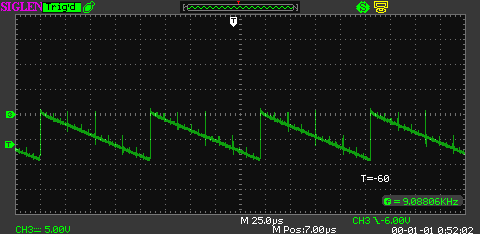 SIGLENT Trig'd
T
S
T
T=-60
= 9.08806KHz
M 25.0µs
CH3 -6.00V
CH3 5.00V
M Pos:7.00µs
00-01-01 0:52:02